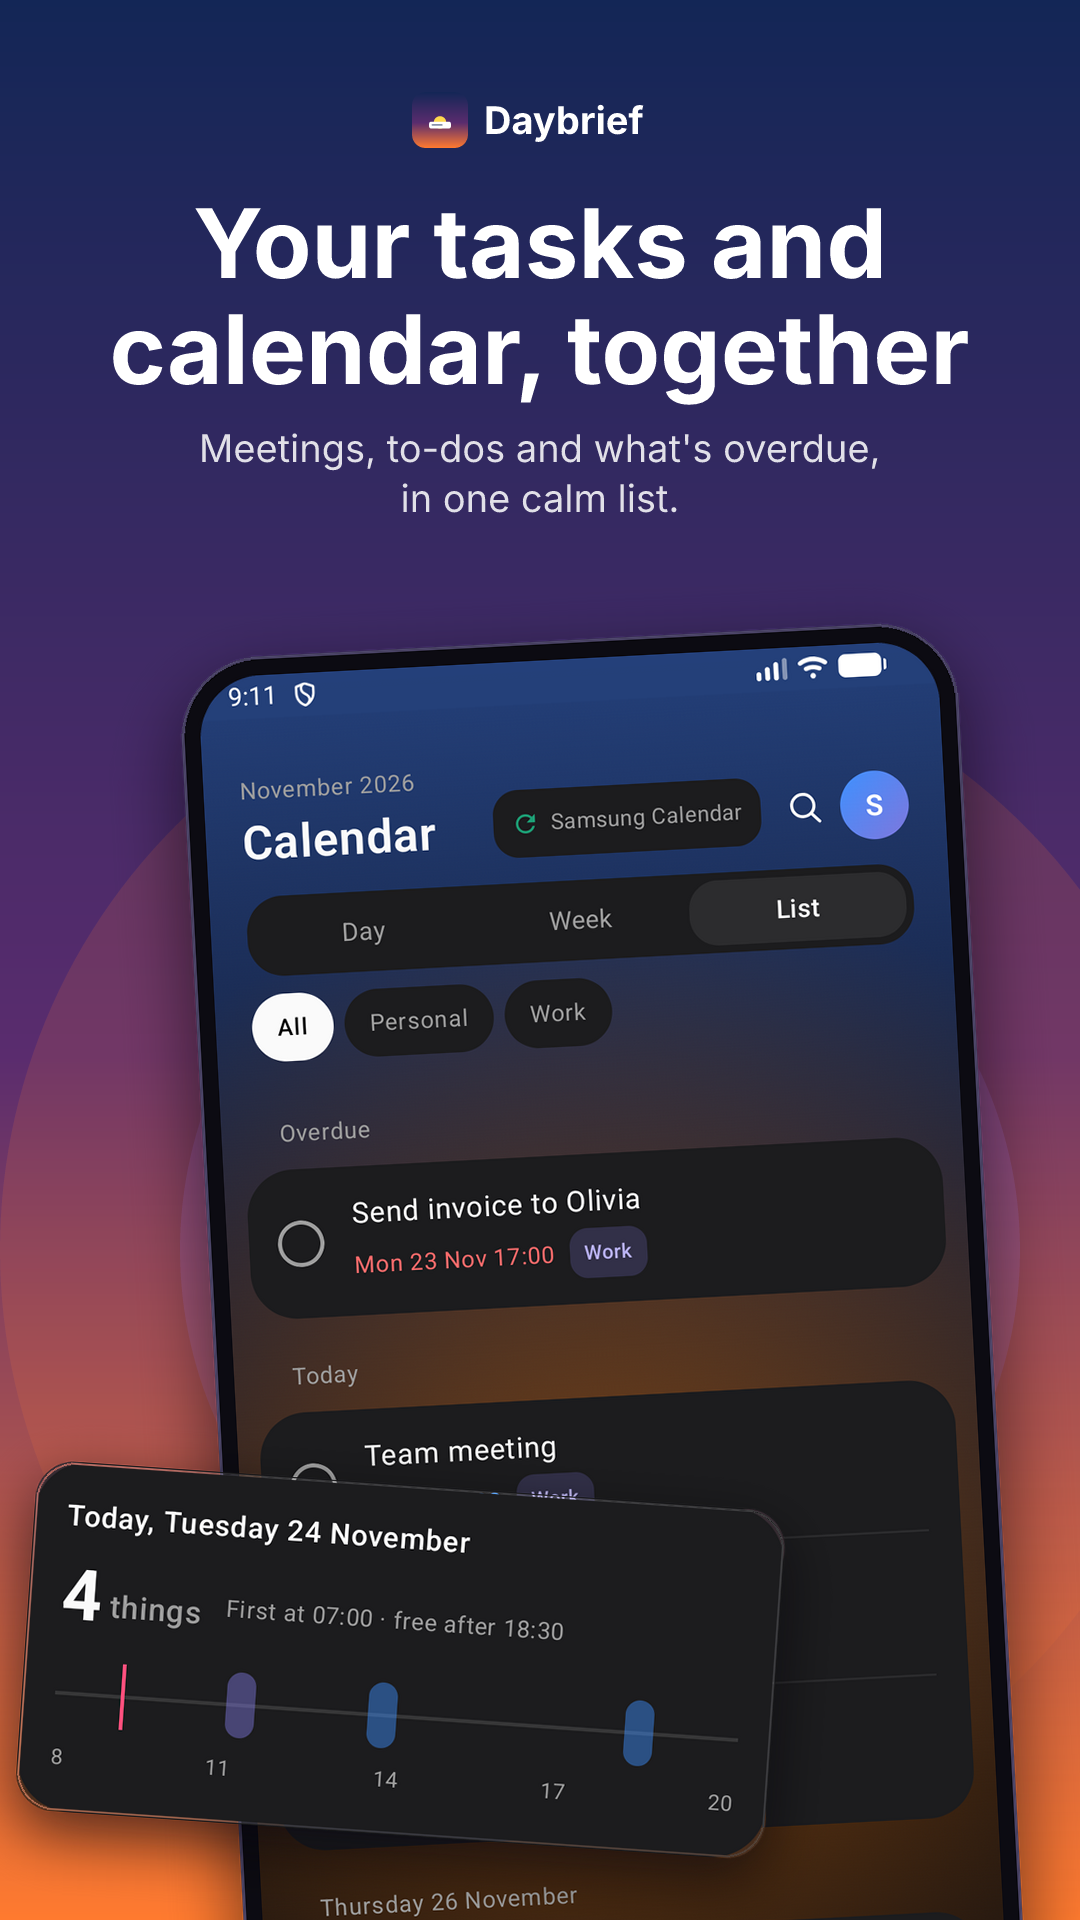 Daybrief
Your tasks and
calendar, together
Meetings, to-dos and what's overdue,
in one calm list.
9:11
November 2026
Calendar
Samsung Calendar
S
Day
Week
List
All
Personal
Work
Overdue
Send invoice to Olivia
Mon 23 Nov 17:00
Work
Today
Team meeting
Work
Today, Tuesday 24 November
4 things
First at 07:00 · free after 18:30
8
11
14
17
20
Thursday 26 November